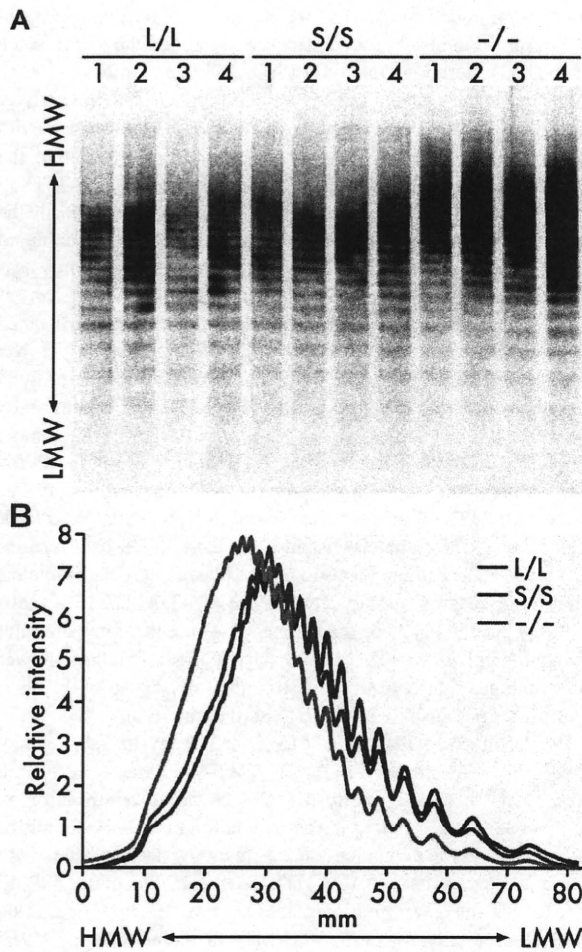 A
L/L S/S -/-
1 2 3 4 1 2 3 4 1 2 3 4
HMW
LMW
B
8
7
6
5
4
3
2
1
0
Relative intensity
L/L
S/S
-/-
0 10 20 30 40 50 60 70 80
mm
HMW LMW